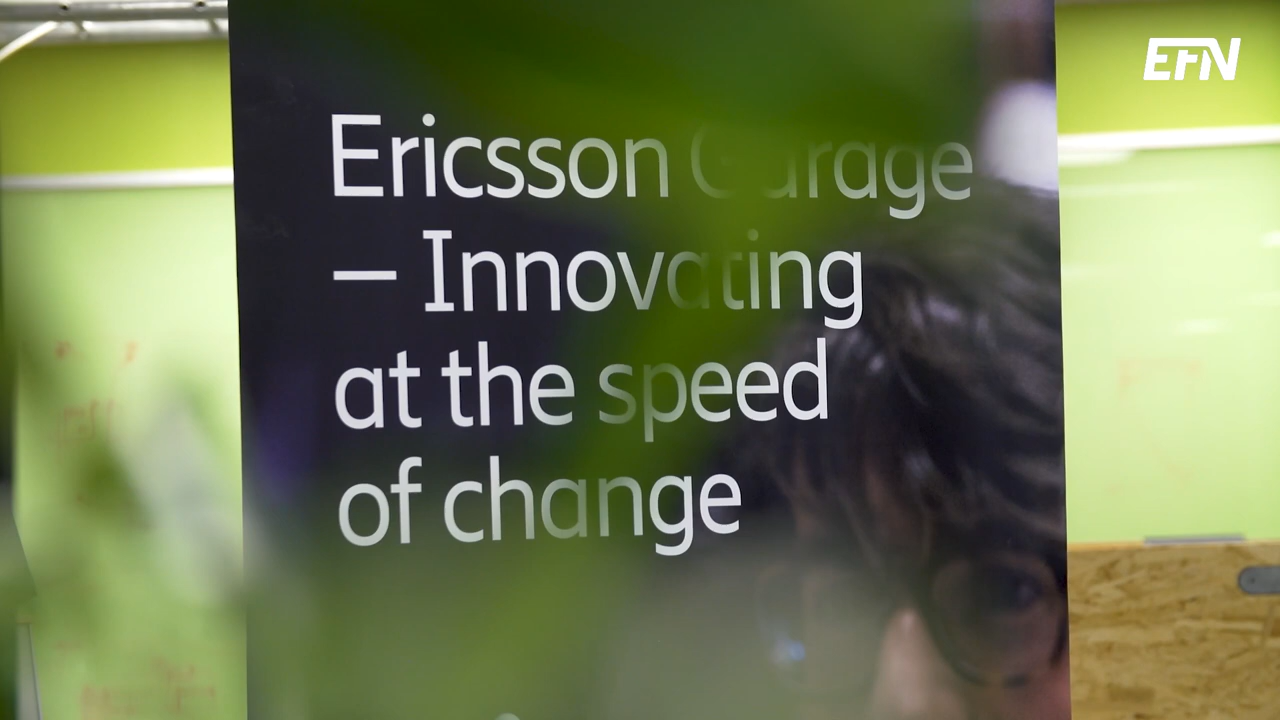 EFN
Ericsson Garage
– Innovating
at the speed
of change